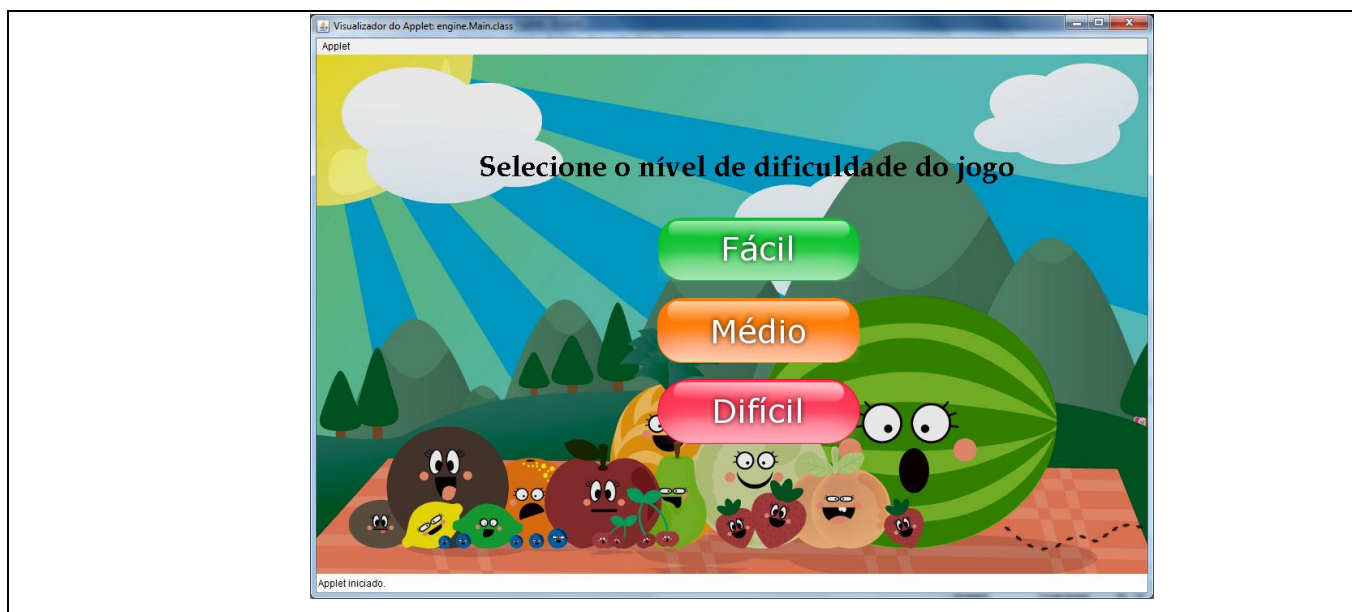 Visualizador do Applet: engine.Main.class
Applet
Selecione o nível de dificuldade do jogo
Fácil
Médio
Difícil
Applet iniciado.